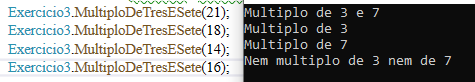 Exercicio3.MultiploDeTresESete(21);
Exercicio3.MultiploDeTresESete(18);
Exercicio3.MultiploDeTresESete(14);
Exercicio3.MultiploDeTresESete(16);
Multiplo de 3 e 7
Multiplo de 3
Multiplo de 7
Nem multiplo de 3 nem de 7